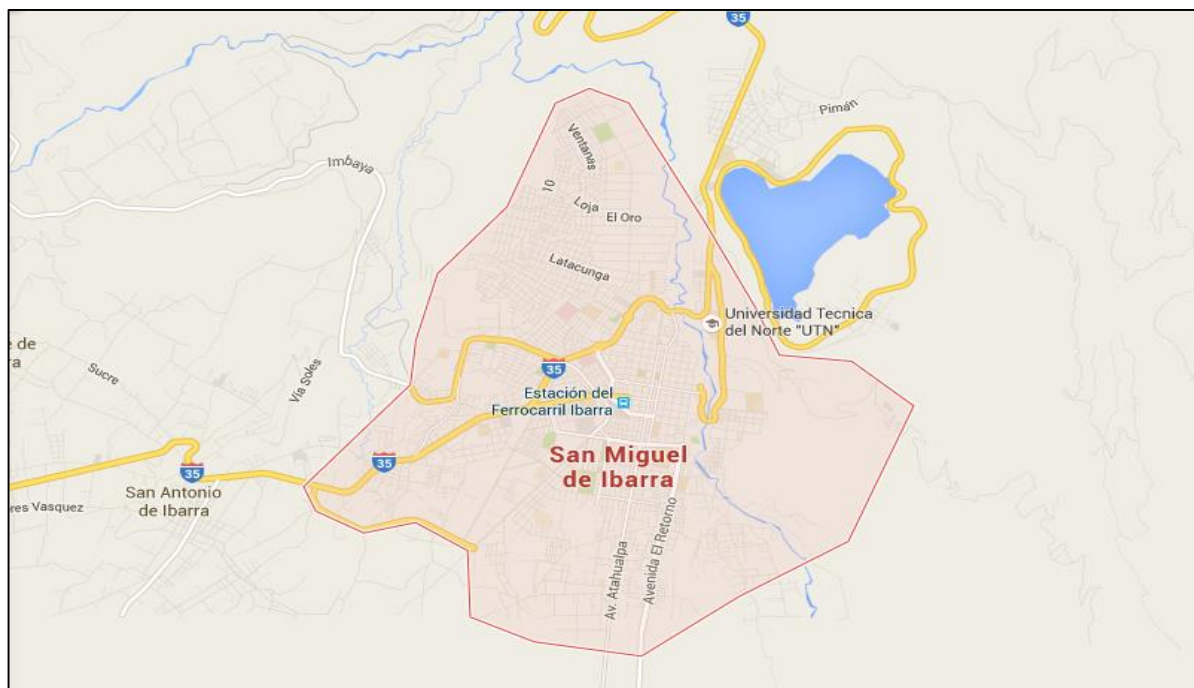 35
Pimán
Ventanas
Imbaya
10
Loja
El Oro
Latacunga
Universidad Tecnica
del Norte "UTN"
e de
ra
35
Sucre
Vía Soles
Estación del
Ferrocarril Ibarra
San Miguel
de Ibarra
35
35
San Antonio
de Ibarra
res Vasquez
Av. Atahualpa
Avenida El Retorno